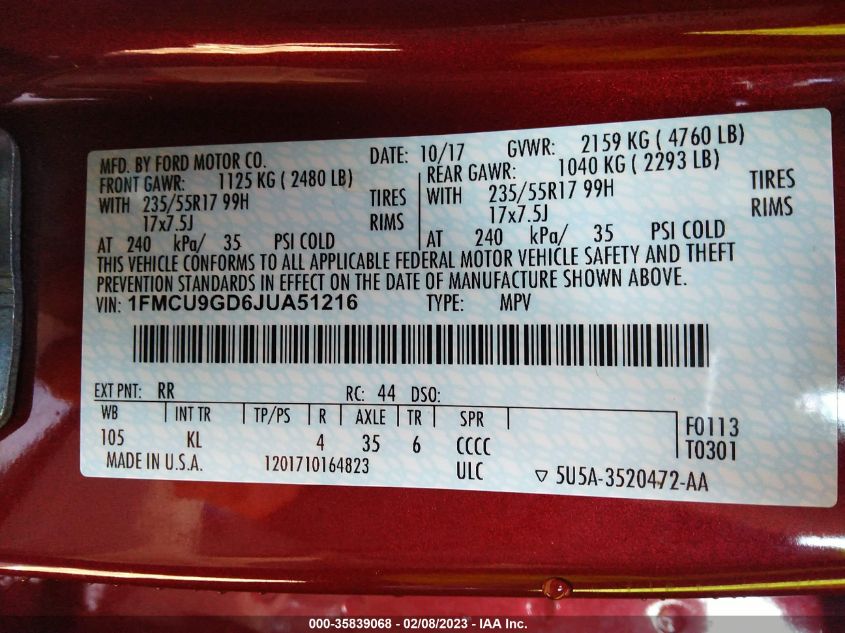 MFD. BY FORD MOTOR CO. DATE: 10/17 GVWR: 2159 KG ( 4760 LB)
FRONT GAWR: 1125 KG ( 2480 LB) REAR GAWR: 1040 KG ( 2293 LB)
WITH 235/55R17 99H TIRES WITH 235/55R17 99H TIRES
17x7.5J RIMS 17x7.5J RIMS
AT 240 kPa/ 35 PSI COLD AT 240 kPa/ 35 PSI COLD
THIS VEHICLE CONFORMS TO ALL APPLICABLE FEDERAL MOTOR VEHICLE SAFETY AND THEFT
PREVENTION STANDARDS IN EFFECT ON THE DATE OF MANUFACTURE SHOWN ABOVE.
VIN: 1FMCU9GD6JUA51216 TYPE: MPV
EXT PNT: RR RC: 44 DSO:
WB INT TR TP/PS R AXLE TR SPR F0113
105 KL 4 35 6 CCCC T0301
MADE IN U.S.A. 1201710164823 ULC ▽ 5U5A-3520472-AA
000-35839068 - 02/08/2023 - IAA Inc.